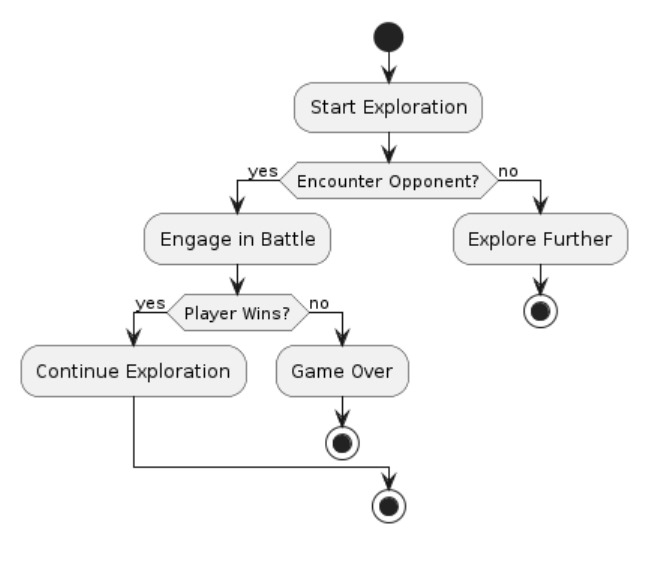 Start Exploration
yes
Encounter Opponent?
no
Engage in Battle
Explore Further
yes
Player Wins?
no
Continue Exploration
Game Over